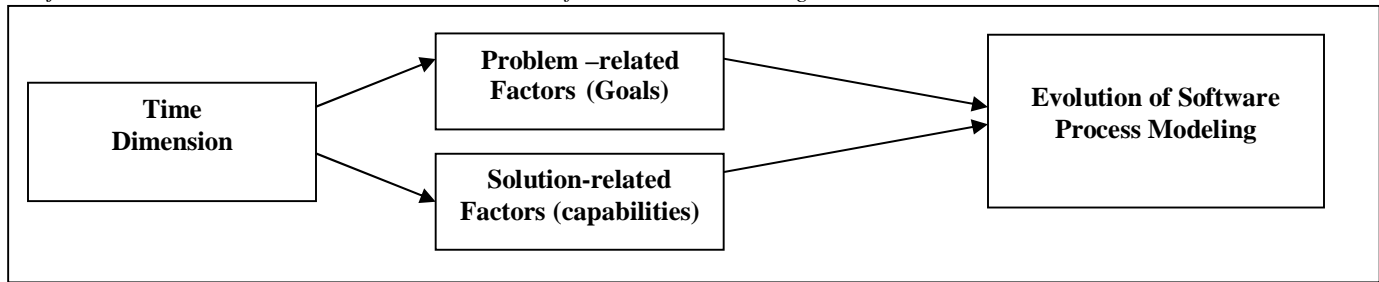 Time
Dimension
Problem –related
Factors (Goals)
Solution-related
Factors (capabilities)
Evolution of Software
Process Modeling